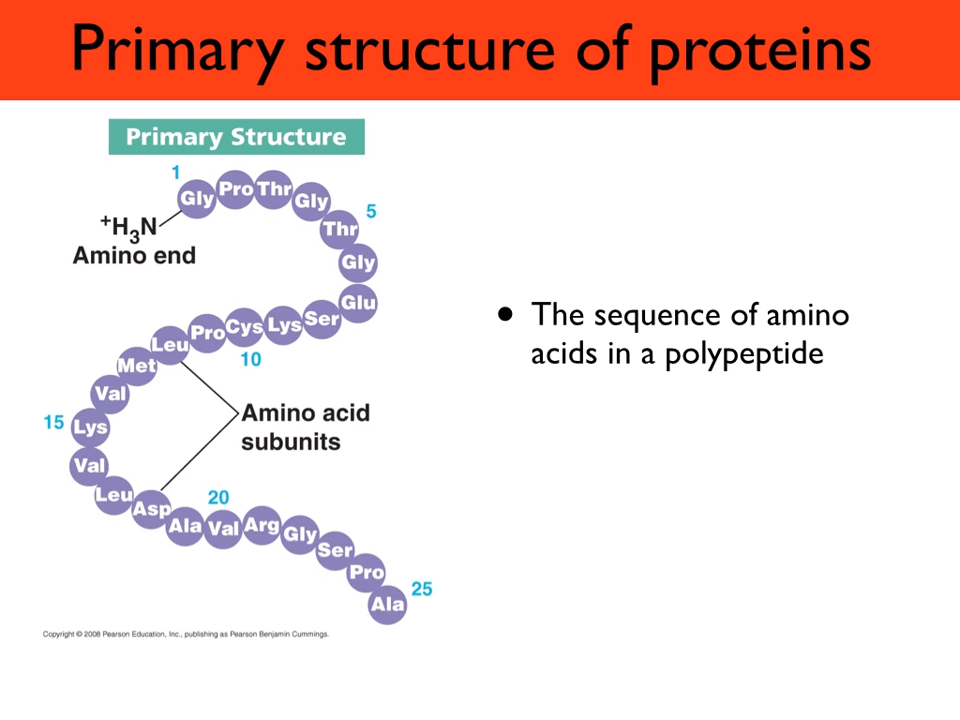 Primary structure of proteins
Primary Structure
1
Gly
Pro
Thr
Gly
5
Thr
Gly
Glu
⁺H₃N
Amino end
Ser
Lys
Cys
10
Pro
Leu
Met
Val
15
Lys
Val
Leu
Asp
Amino acid
subunits
Ala
20
Val
Arg
Gly
Ser
Pro
25
Ala
• The sequence of amino
acids in a polypeptide
Copyright © 2008 Pearson Education, Inc., publishing as Pearson Benjamin Cummings.